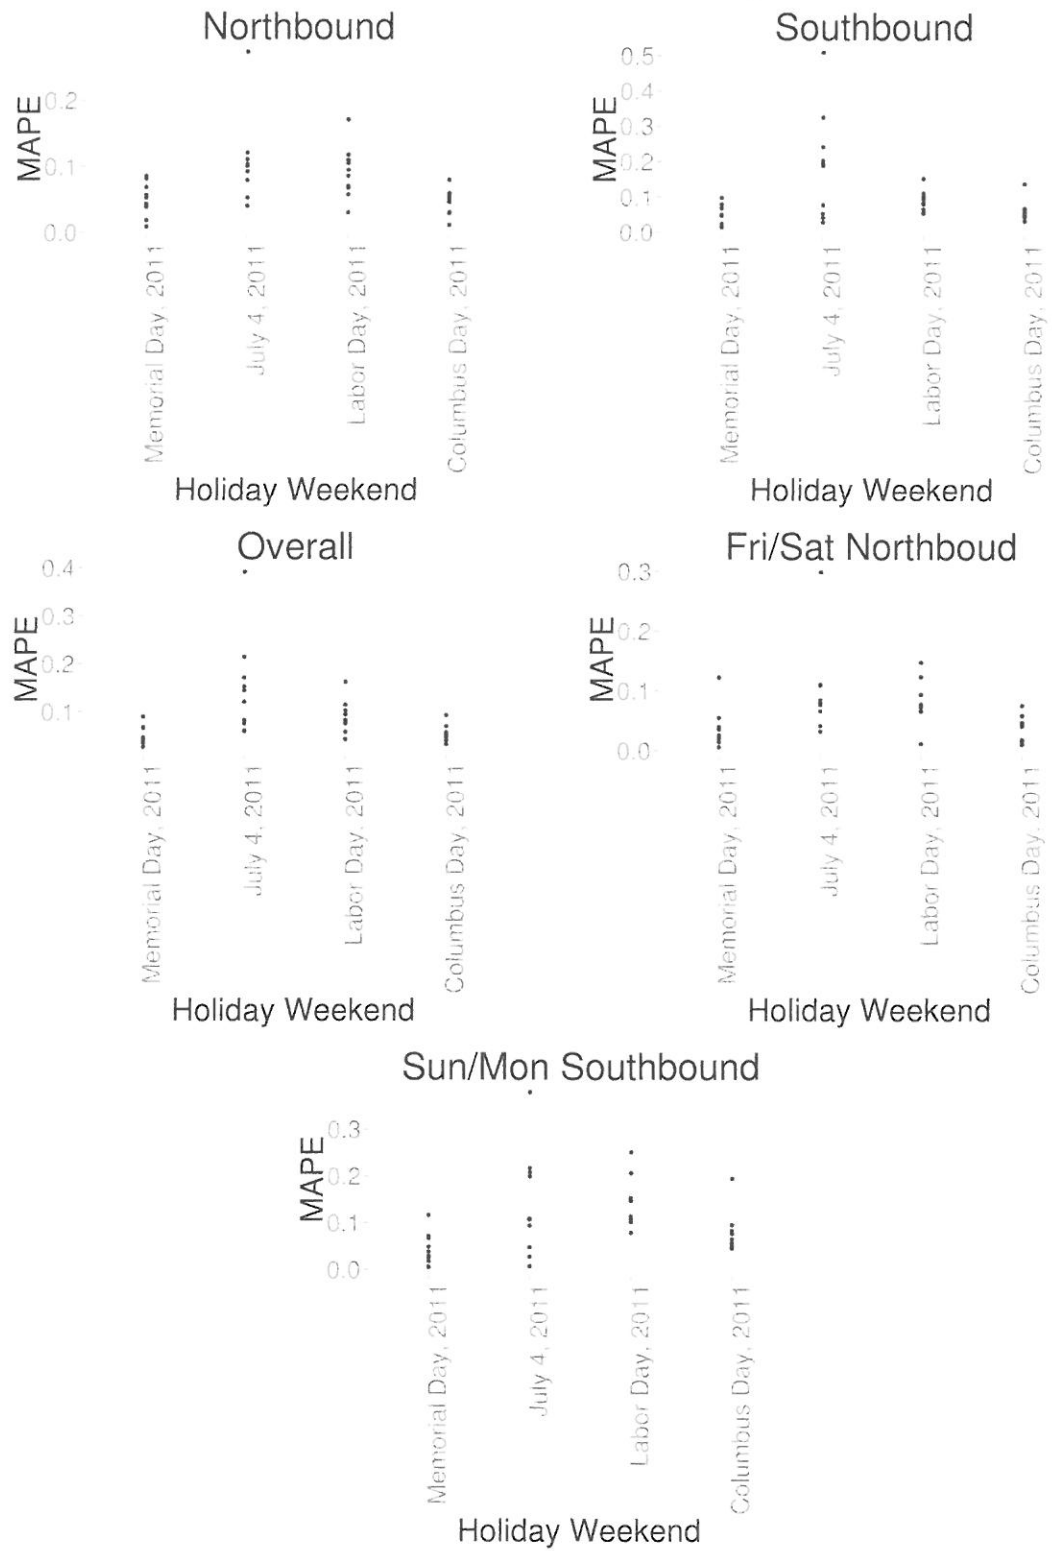 Northbound
MAPE
0.2
0.1
0.0
Memorial Day, 2011
July 4, 2011
Labor Day, 2011
Columbus Day, 2011
Holiday Weekend
Southbound
MAPE
0.5
0.4
0.3
0.2
0.1
0.0
Memorial Day, 2011
July 4, 2011
Labor Day, 2011
Columbus Day, 2011
Holiday Weekend
Overall
MAPE
0.4
0.3
0.2
0.1
Memorial Day, 2011
July 4, 2011
Labor Day, 2011
Columbus Day, 2011
Holiday Weekend
Fri/Sat Northboud
MAPE
0.3
0.2
0.1
0.0
Memorial Day, 2011
July 4, 2011
Labor Day, 2011
Columbus Day, 2011
Holiday Weekend
Sun/Mon Southbound
MAPE
0.3
0.2
0.1
0.0
Memorial Day, 2011
July 4, 2011
Labor Day, 2011
Columbus Day, 2011
Holiday Weekend